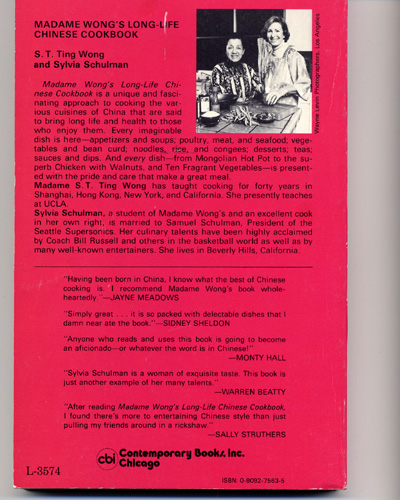 MADAME WONG'S LONG-LIFE
CHINESE COOKBOOK
S. T. Ting Wong
and Sylvia Schulman
Wayne Levin Photographers, Los Angeles
Madame Wong's Long-Life Chi-
nese Cookbook is a unique and fasci-
nating approach to cooking the var-
ious cuisines of China that are said
to bring long life and health to those
who enjoy them. Every imaginable
dish is here—appetizers and soups; poultry, meat, and seafood; vege-
tables and bean curd; noodles, rice, and congees; desserts; teas;
sauces and dips. And every dish—from Mongolian Hot Pot to the su-
perb Chicken with Walnuts, and Ten Fragrant Vegetables—is present-
ed with the pride and care that make a great meal.
Madame S. T. Ting Wong has taught cooking for forty years in
Shanghai, Hong Kong, New York, and California. She presently teaches
at UCLA.
Sylvia Schulman, a student of Madame Wong's and an excellent cook
in her own right, is married to Samuel Schulman, President of the
Seattle Supersonics. Her culinary talents have been highly acclaimed
by Coach Bill Russell and others in the basketball world as well as by
many well-known entertainers. She lives in Beverly Hills, California.
"Having been born in China, I know what the best of Chinese
cooking is. I recommend Madame Wong's book whole-
heartedly."—JAYNE MEADOWS
"Simply great . . . it is so packed with delectable dishes that I
damn near ate the book."—SIDNEY SHELDON
"Anyone who reads and uses this book is going to become
an aficionado—or whatever the word is in Chinese!"
—MONTY HALL
"Sylvia Schulman is a woman of exquisite taste. This book is
just another example of her many talents."
—WARREN BEATTY
"After reading Madame Wong's Long-Life Chinese Cookbook,
I found there's more to entertaining Chinese style than just
pulling my friends around in a rickshaw."
—SALLY STRUTHERS
cbi Contemporary Books, Inc.
Chicago
L-3574
ISBN: 0-8092-7563-5